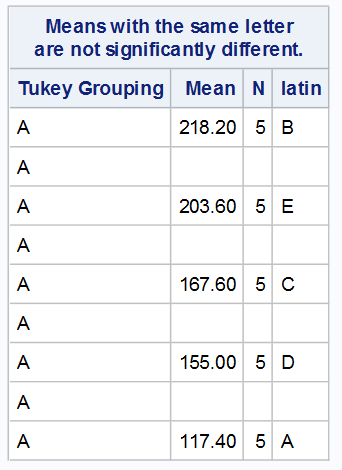 Means with the same letter
are not significantly different.
Tukey Grouping Mean N latin
A 218.20 5 B
A
A 203.60 5 E
A
A 167.60 5 C
A
A 155.00 5 D
A
A 117.40 5 A